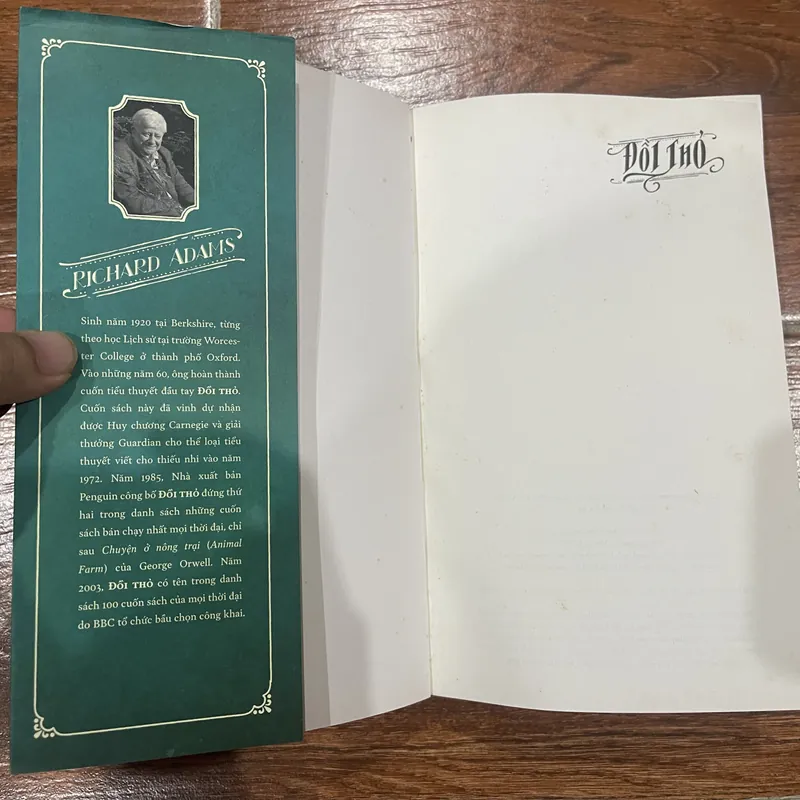 RICHARD ADAMS
Sinh năm 1920 tại Berkshire, từng
theo học Lịch sử tại trường Worces-
ter College ở thành phố Oxford.
Vào những năm 60, ông hoàn thành
cuốn tiểu thuyết đầu tay ĐỒI THỎ.
Cuốn sách này đã vinh dự nhận
được Huy chương Carnegie và giải
thưởng Guardian cho thể loại tiểu
thuyết viết cho thiếu nhi vào năm
1972. Năm 1985, Nhà xuất bản
Penguin công bố ĐỒI THỎ đứng thứ
hai trong danh sách những cuốn
sách bán chạy nhất mọi thời đại, chỉ
sau Chuyện ở nông trại (Animal
Farm) của George Orwell. Năm
2003, ĐỒI THỎ có tên trong danh
sách 100 cuốn sách của mọi thời đại
do BBC tổ chức bầu chọn công khai.
ĐỒI THỎ